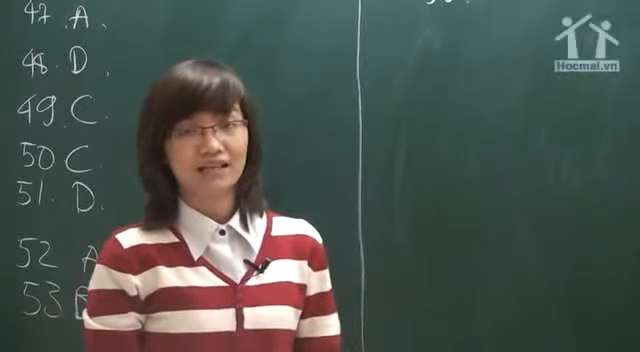 47. A.
48. D.
49. C.
50 C.
51. D.
52 A
53 B
Hocmai.vn